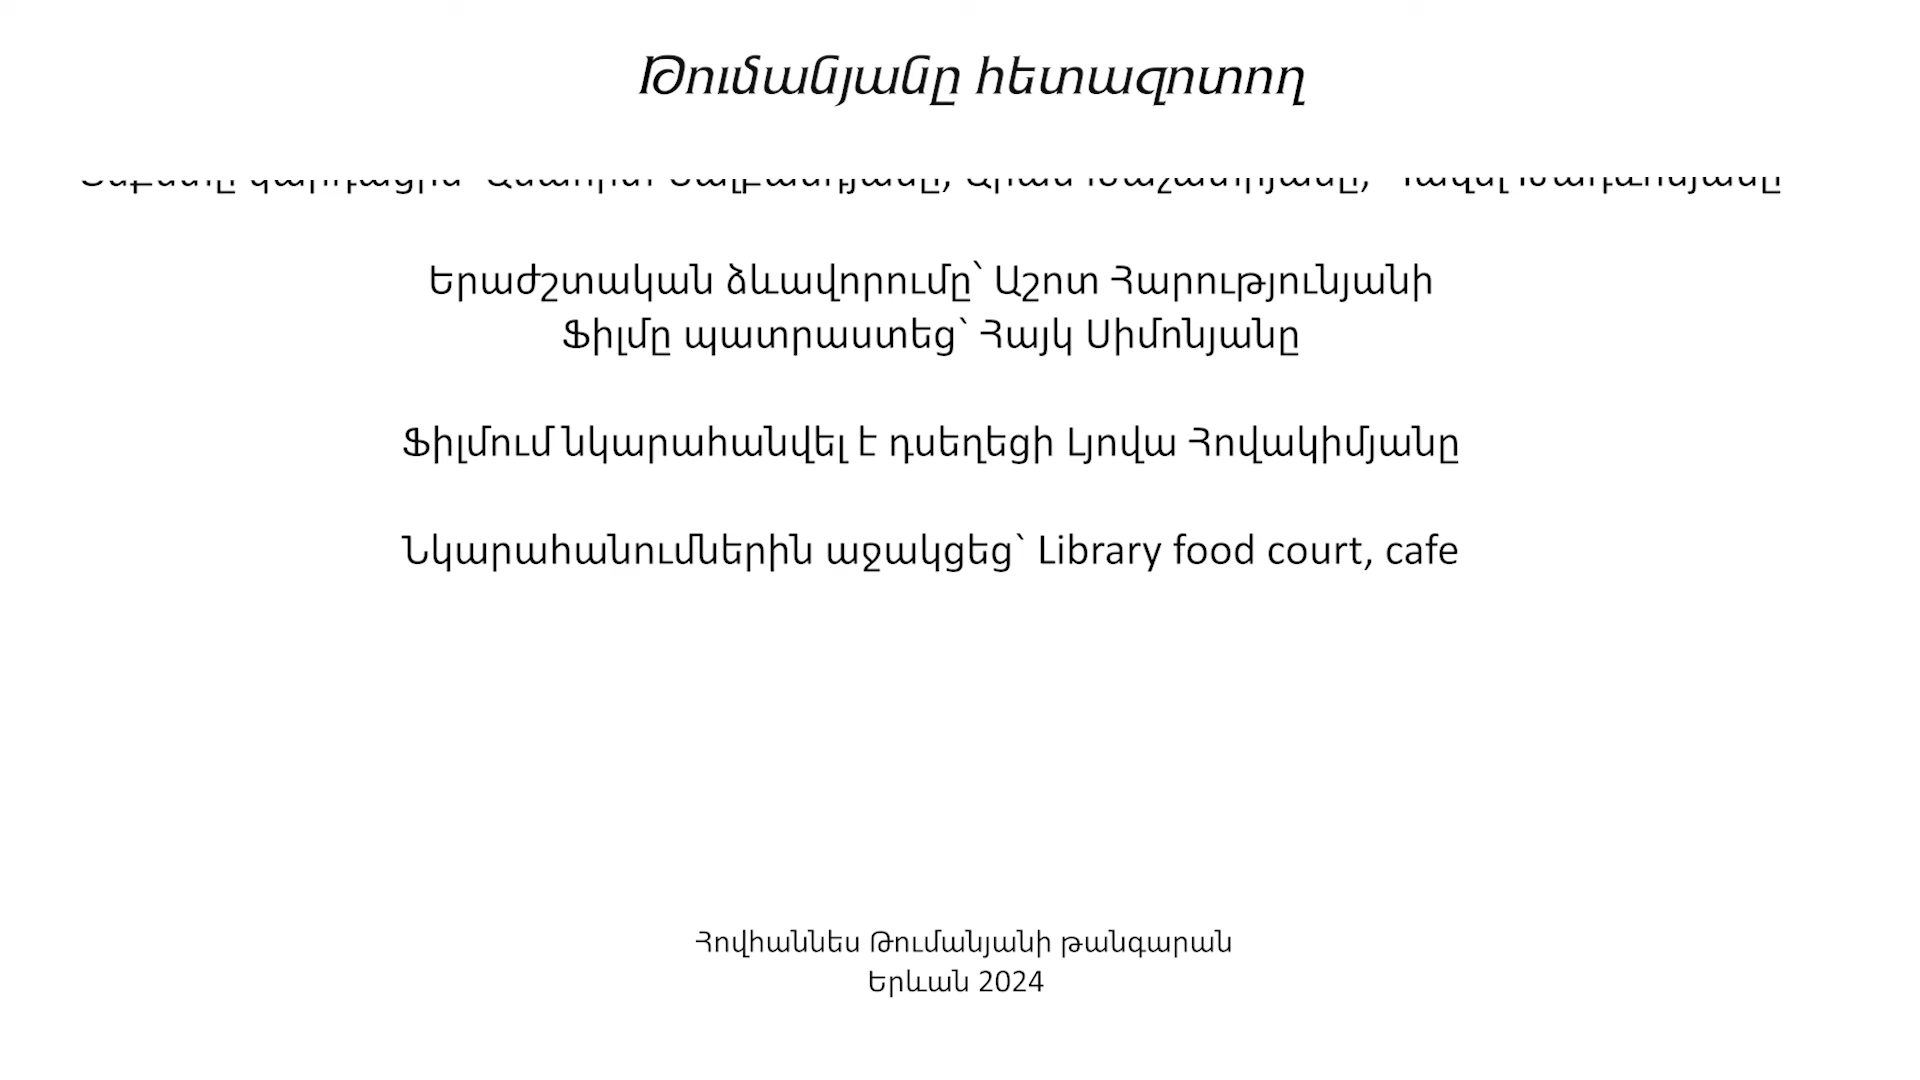 Թումանյանը հետազոտող
Երաժշտական ձևավորումը՝ Աշոտ Հարությունյանի
Ֆիլմը պատրաստեց՝ Հայկ Սիմոնյանը
Ֆիլմում նկարահանվել է դսեղեցի Լյովա Հովակիմյանը
Նկարահանումներին աջակցեց՝ Library food court, cafe
Հովհաննես Թումանյանի թանգարան
Երևան 2024